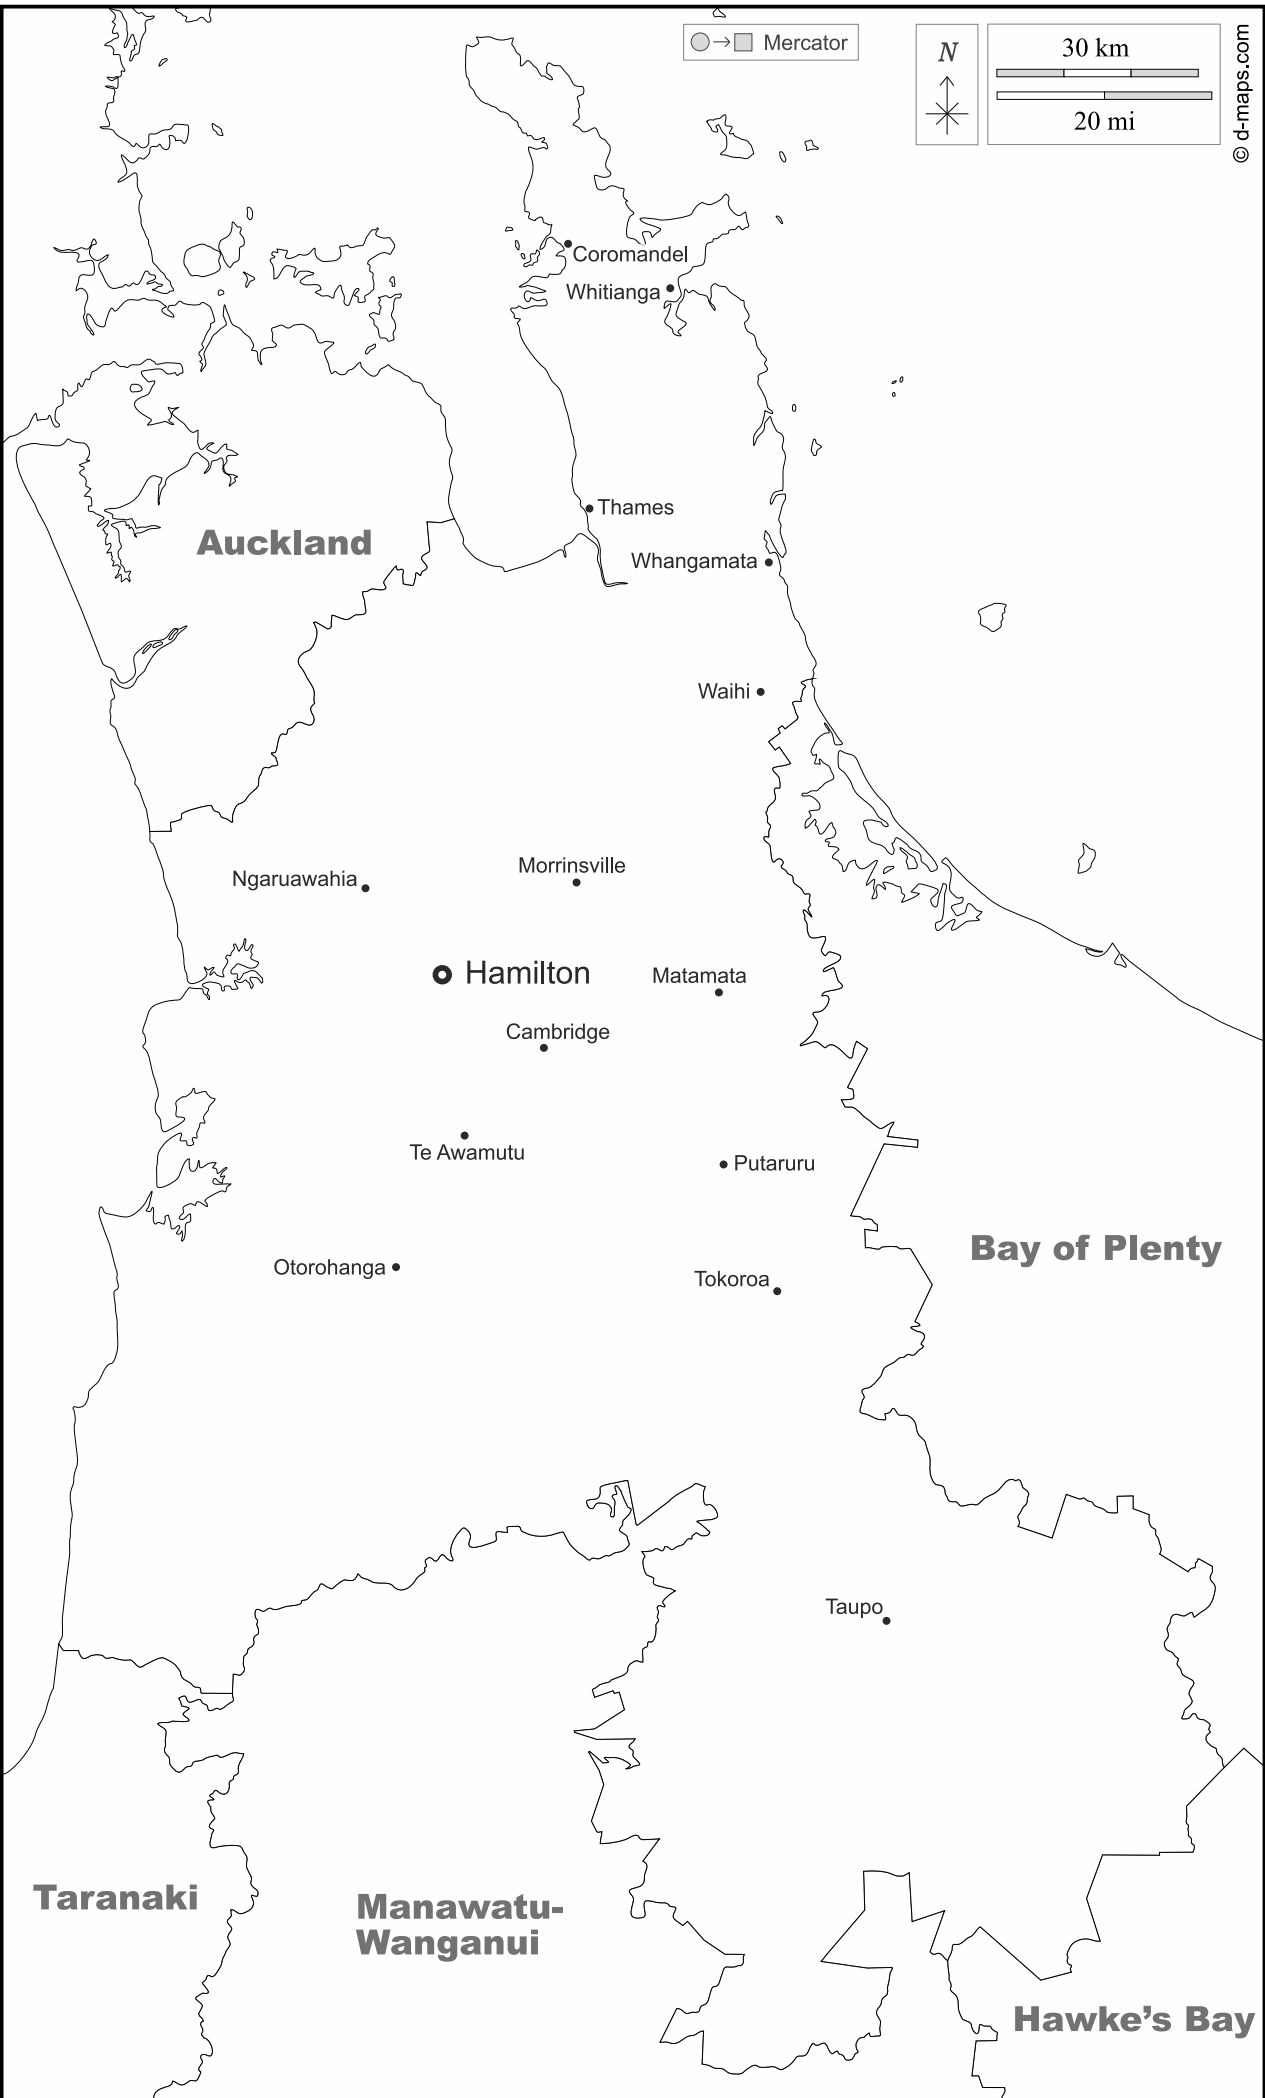 Mercator
N
30 km
20 mi
© d-maps.com
Coromandel
Whitianga
Thames
Auckland
Whangamata
Waihi
Morrinsville
Ngaruawahia
Hamilton
Matamata
Cambridge
Te Awamutu
Putaruru
Bay of Plenty
Otorohanga
Tokoroa
Taupo
Taranaki
Manawatu-
Wanganui
Hawke's Bay